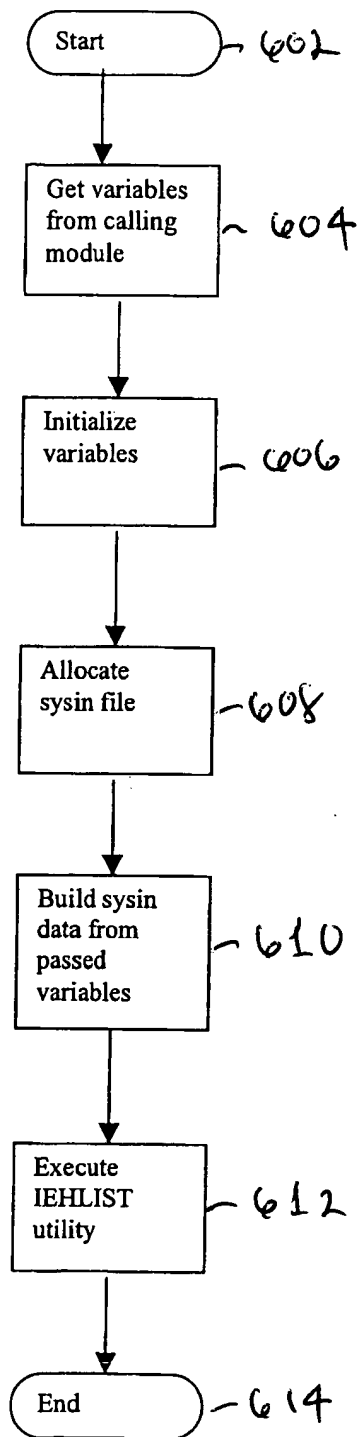 Start
602
Get variables
from calling
module
604
Initialize
variables
606
Allocate
sysin file
608
Build sysin
data from
passed
variables
610
Execute
IEHLIST
utility
612
End
614